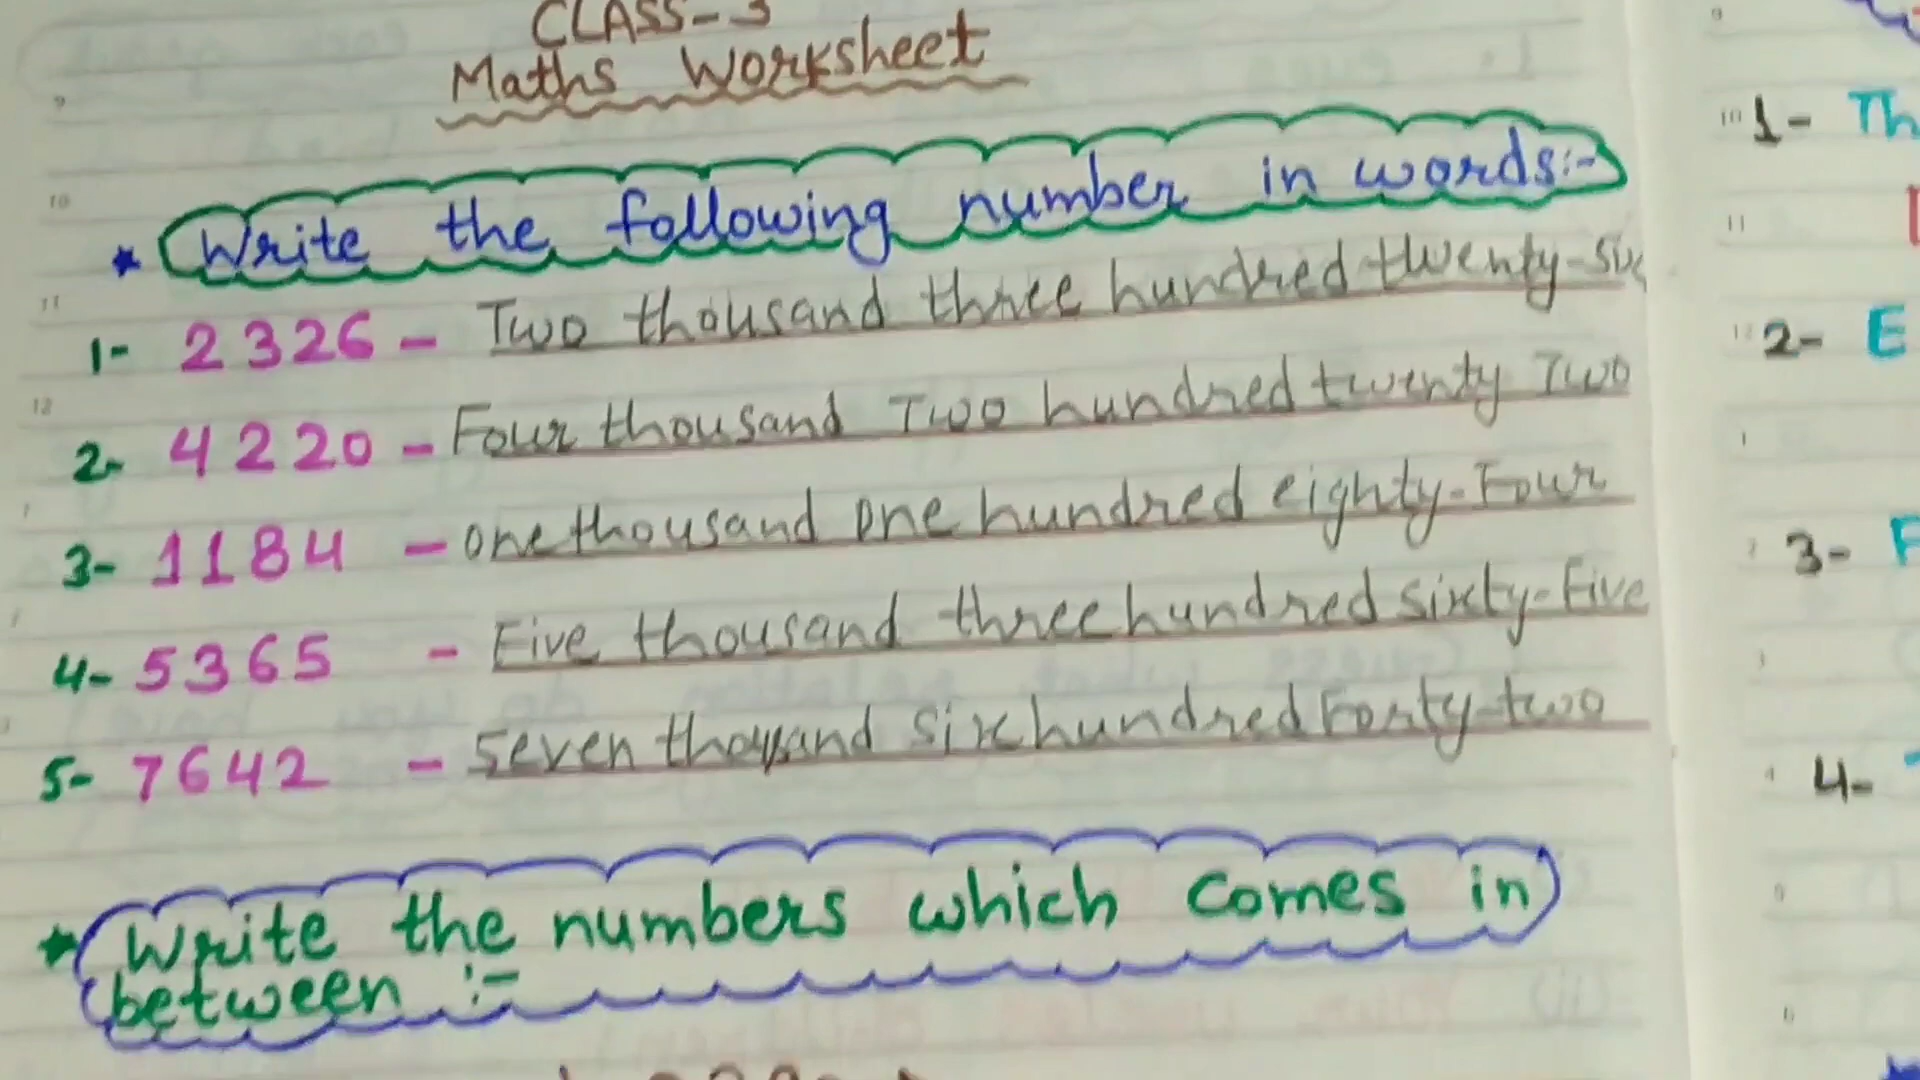 CLASS-3
Maths Worksheet
Write the following number in words:-
1- 2326 - Two thousand three hundred twenty-six
2- 4220 - Four thousand Two hundred twenty Two
3- 1184 - one thousand one hundred eighty-Four
4- 5365 - Five thousand three hundred sixty-Five
5- 7642 - Seven thousand Six hundred Forty-two
Write the numbers which comes in
between :-
1- Th
2- E
3- F
4-